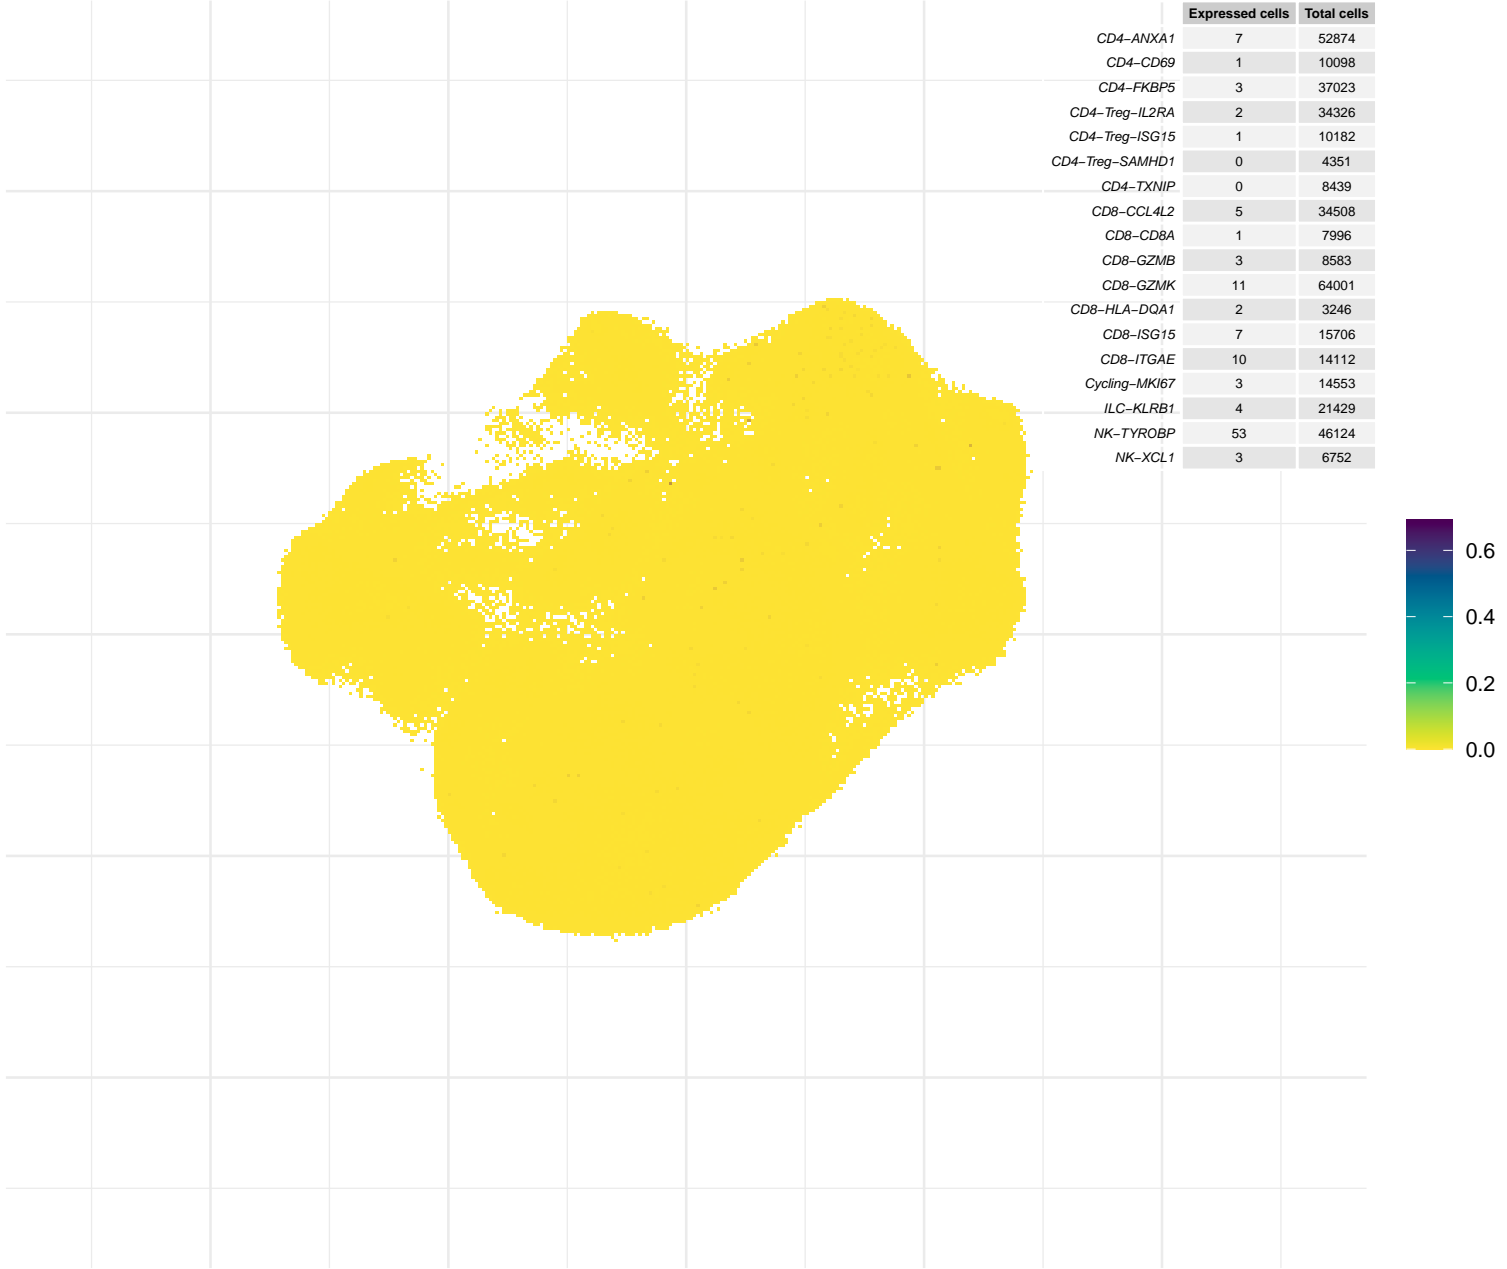 Expressed cells Total cells
CD4−ANXA1 7 52874
CD4−CD69 1 10098
CD4−FKBP5 3 37023
CD4−Treg−IL2RA 2 34326
CD4−Treg−ISG15 1 10182
CD4−Treg−SAMHD1 0 4351
CD4−TXNIP 0 8439
CD8−CCL4L2 5 34508
CD8−CD8A 1 7996
CD8−GZMB 3 8583
CD8−GZMK 11 64001
CD8−HLA−DQA1 2 3246
CD8−ISG15 7 15706
CD8−ITGAE 10 14112
Cycling−MKI67 3 14553
ILC−KLRB1 4 21429
NK−TYROBP 53 46124
NK−XCL1 3 6752
0.6
0.4
0.2
0.0